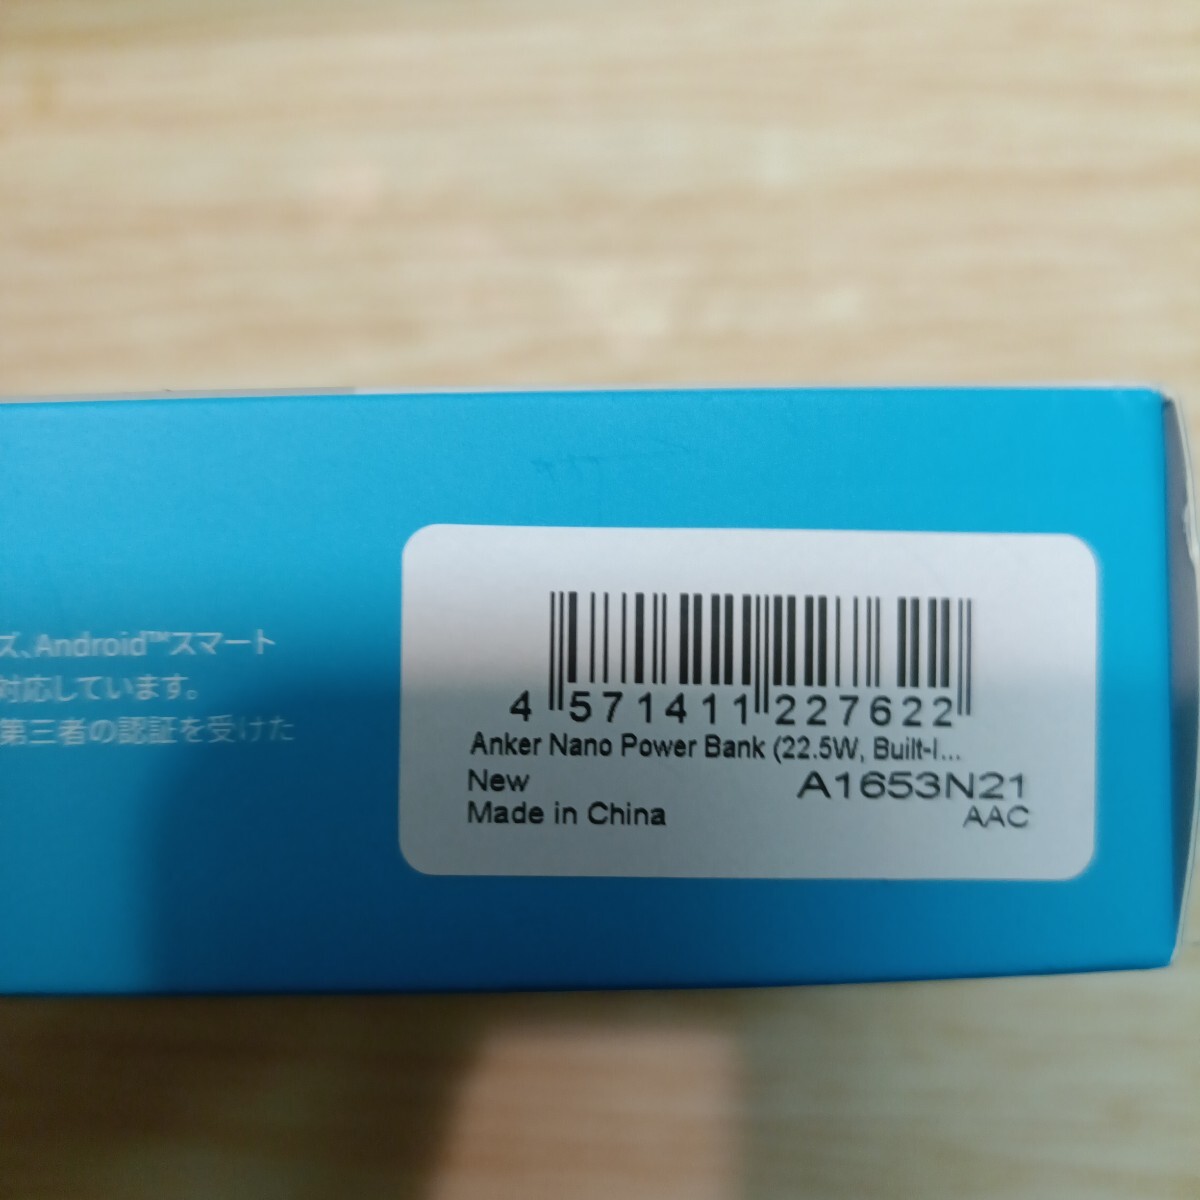 ズ、Android™スマート
対応しています。
第三者の認証を受けた
4 571411 227622
Anker Nano Power Bank (22.5W, Built-I...
New A1653N21
Made in China AAC